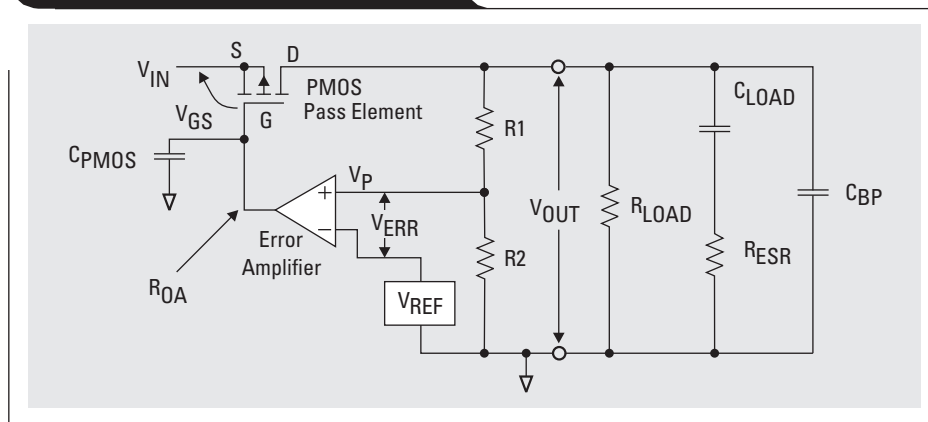 S
D
VIN
PMOS
Pass Element
VGS
G
CPMOS
CLOAD
R1
VP
+
VERR
−
Error
Amplifier
VOUT
RLOAD
CBP
R2
RESR
ROA
VREF